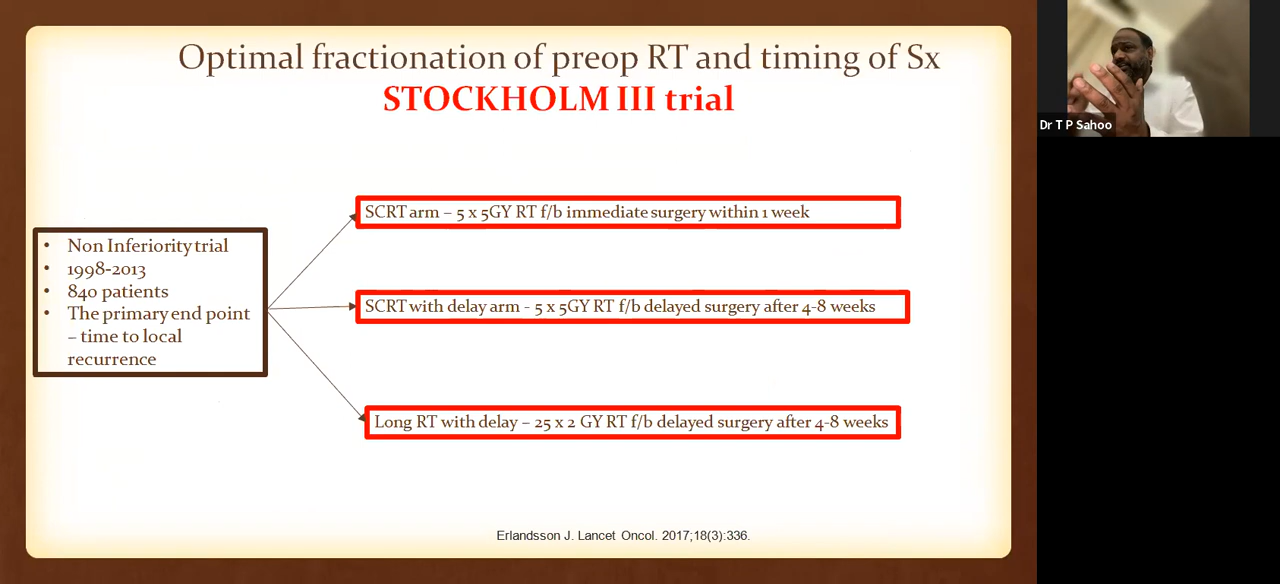 Optimal fractionation of preop RT and timing of Sx
STOCKHOLM III trial
• Non Inferiority trial
• 1998-2013
• 840 patients
• The primary end point
– time to local
recurrence
SCRT arm – 5 x 5GY RT f/b immediate surgery within 1 week
SCRT with delay arm - 5 x 5GY RT f/b delayed surgery after 4-8 weeks
Long RT with delay – 25 x 2 GY RT f/b delayed surgery after 4-8 weeks
Erlandsson J. Lancet Oncol. 2017;18(3):336.
Dr T P Sahoo